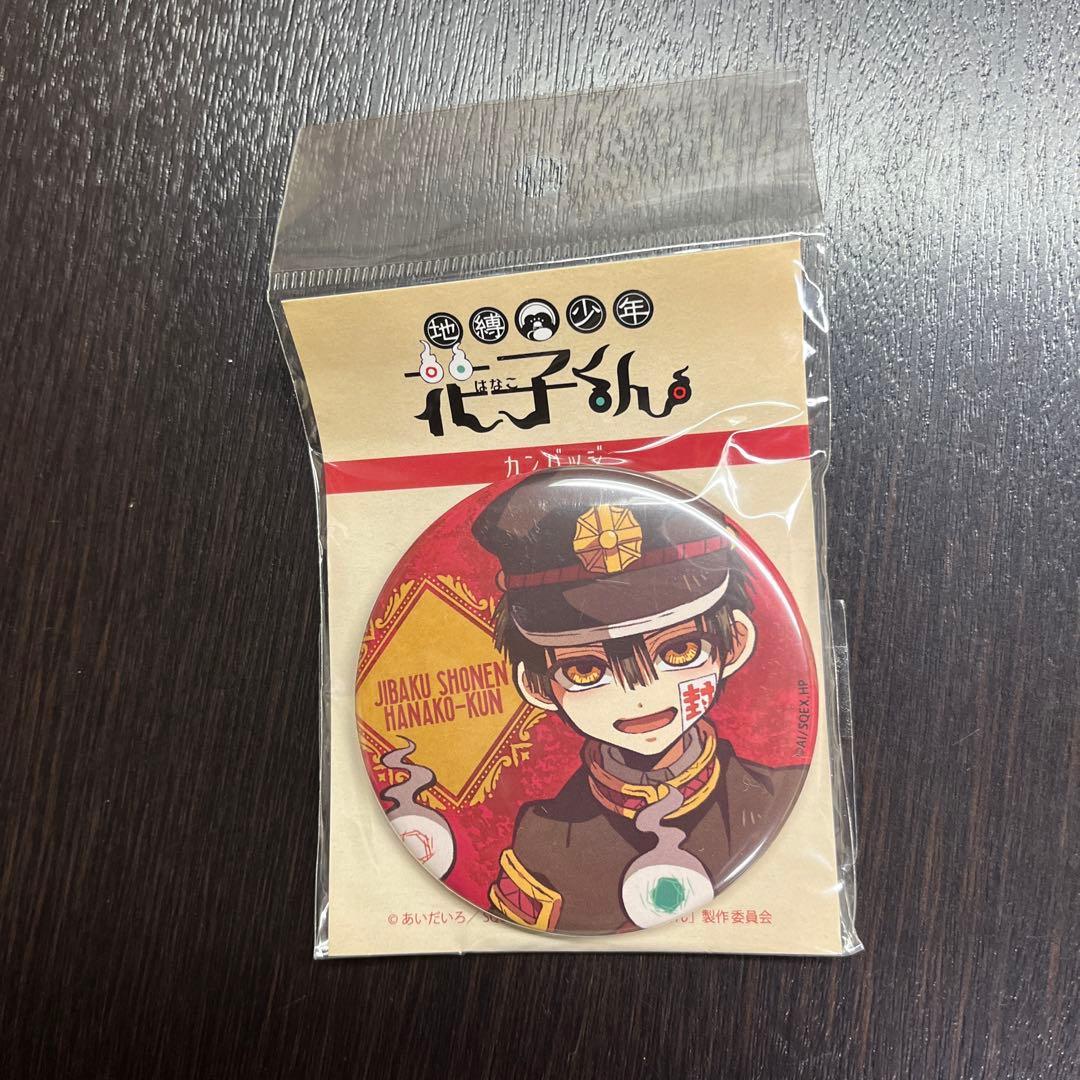 地縛少年
花子くん
はなこ
カンバッジ
JIBAKU SHONEN
HANAKO-KUN
封
©AI/SQEX,HP
©あいだいろ/SQ
」製作委員会